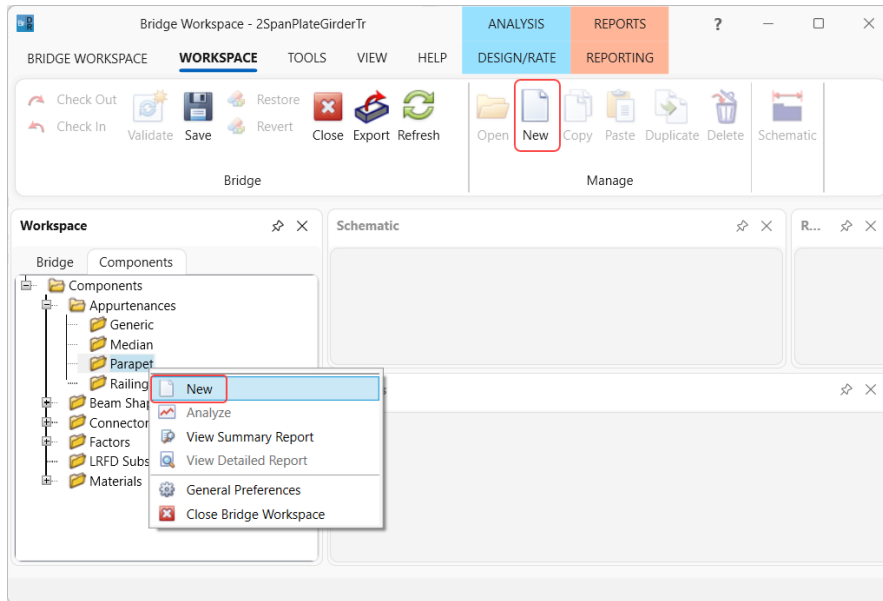 Bridge Workspace - 2SpanPlateGirderTr
ANALYSIS
REPORTS
?
BRIDGE WORKSPACE
WORKSPACE
TOOLS
VIEW
HELP
DESIGN/RATE
REPORTING
Check Out
Check In
Validate
Save
Restore
Revert
Close
Export
Refresh
Open
New
Copy
Paste
Duplicate
Delete
Schematic
Bridge
Manage
Workspace
Schematic
R...
Bridge
Components
Components
Appurtenances
Generic
Median
Parapet
Railing
Beam Shap
Connector
Factors
LRFD Subs
Materials
New
Analyze
View Summary Report
View Detailed Report
General Preferences
Close Bridge Workspace